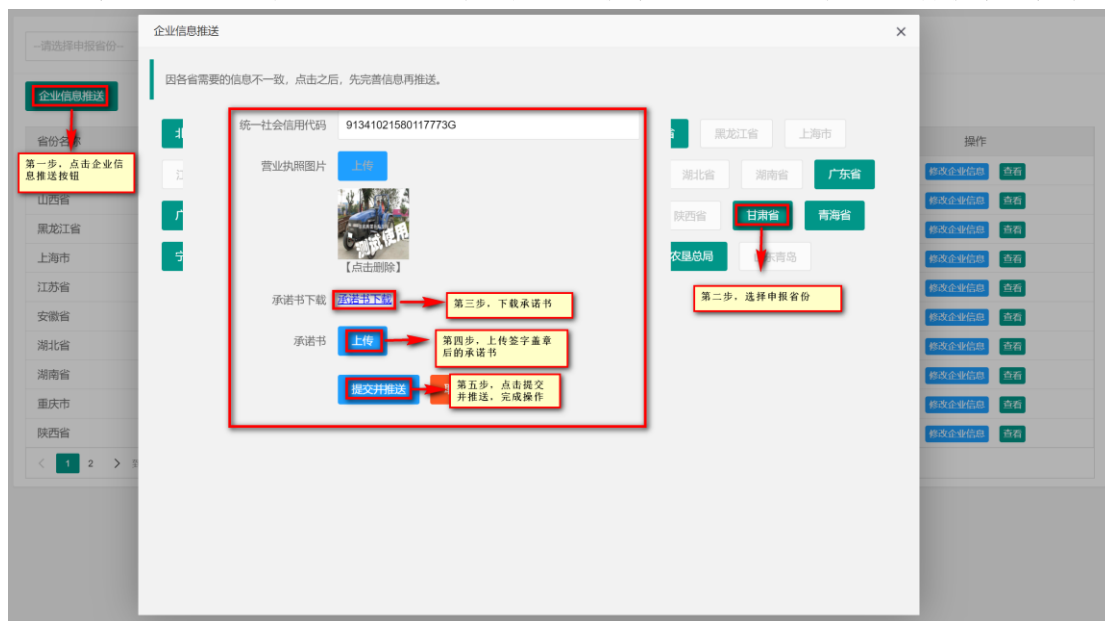 企业信息推送
×
--请选择申报省份--
因各省需要的信息不一致，点击之后，先完善信息再推送。
企业信息推送
第一步，点击企业信
息推送按钮
统一社会信用代码
91341021580117773G
营业执照图片
上传
测试使用
【点击删除】
承诺书下载
承诺书下载
第三步，下载承诺书
承诺书
上传
第四步，上传签字盖章
后的承诺书
提交并推送
第五步，点击提交
并推送，完成操作
黑龙江省
上海市
湖北省
湖南省
广东省
陕西省
甘肃省
青海省
农垦总局
第二步，选择申报省份
省份名称
操作
修改企业信息 查看
山西省
修改企业信息 查看
黑龙江省
修改企业信息 查看
上海市
修改企业信息 查看
江苏省
修改企业信息 查看
安徽省
修改企业信息 查看
湖北省
修改企业信息 查看
湖南省
修改企业信息 查看
重庆市
修改企业信息 查看
陕西省
修改企业信息 查看
< 1 2 >